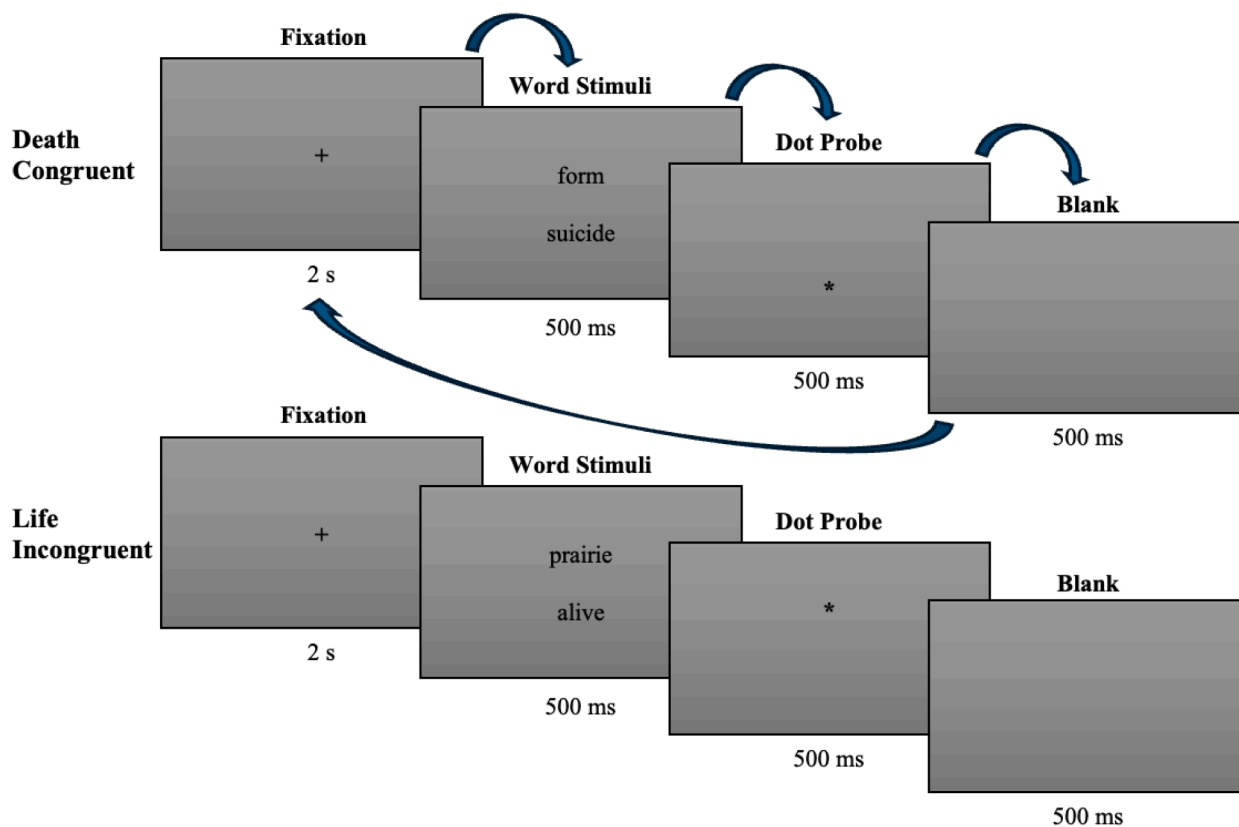 Fixation
Word Stimuli
Dot Probe
Blank
Death
Congruent
+
form
suicide
*
2 s
500 ms
500 ms
500 ms
Fixation
Word Stimuli
Dot Probe
Blank
Life
Incongruent
+
prairie
alive
*
2 s
500 ms
500 ms
500 ms